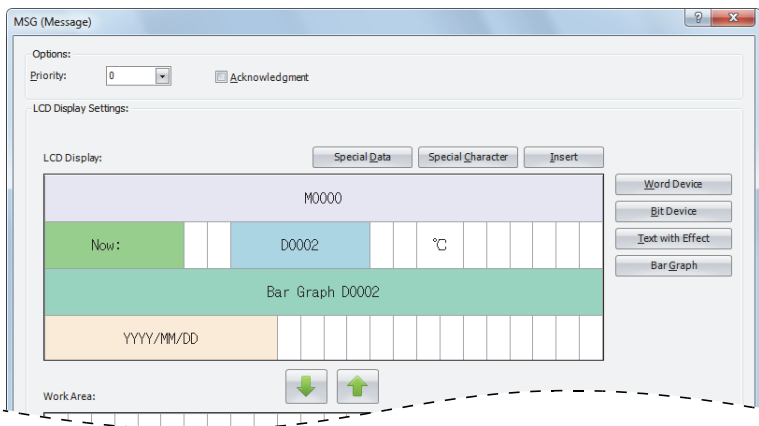 MSG (Message)
Options:
Priority: 0 Acknowledgment
LCD Display Settings:
LCD Display: Special Data Special Character Insert
M0000
Word Device
Bit Device
Now: D0002 ℃
Text with Effect
Bar Graph
Bar Graph D0002
YYYY/MM/DD
Work Area: